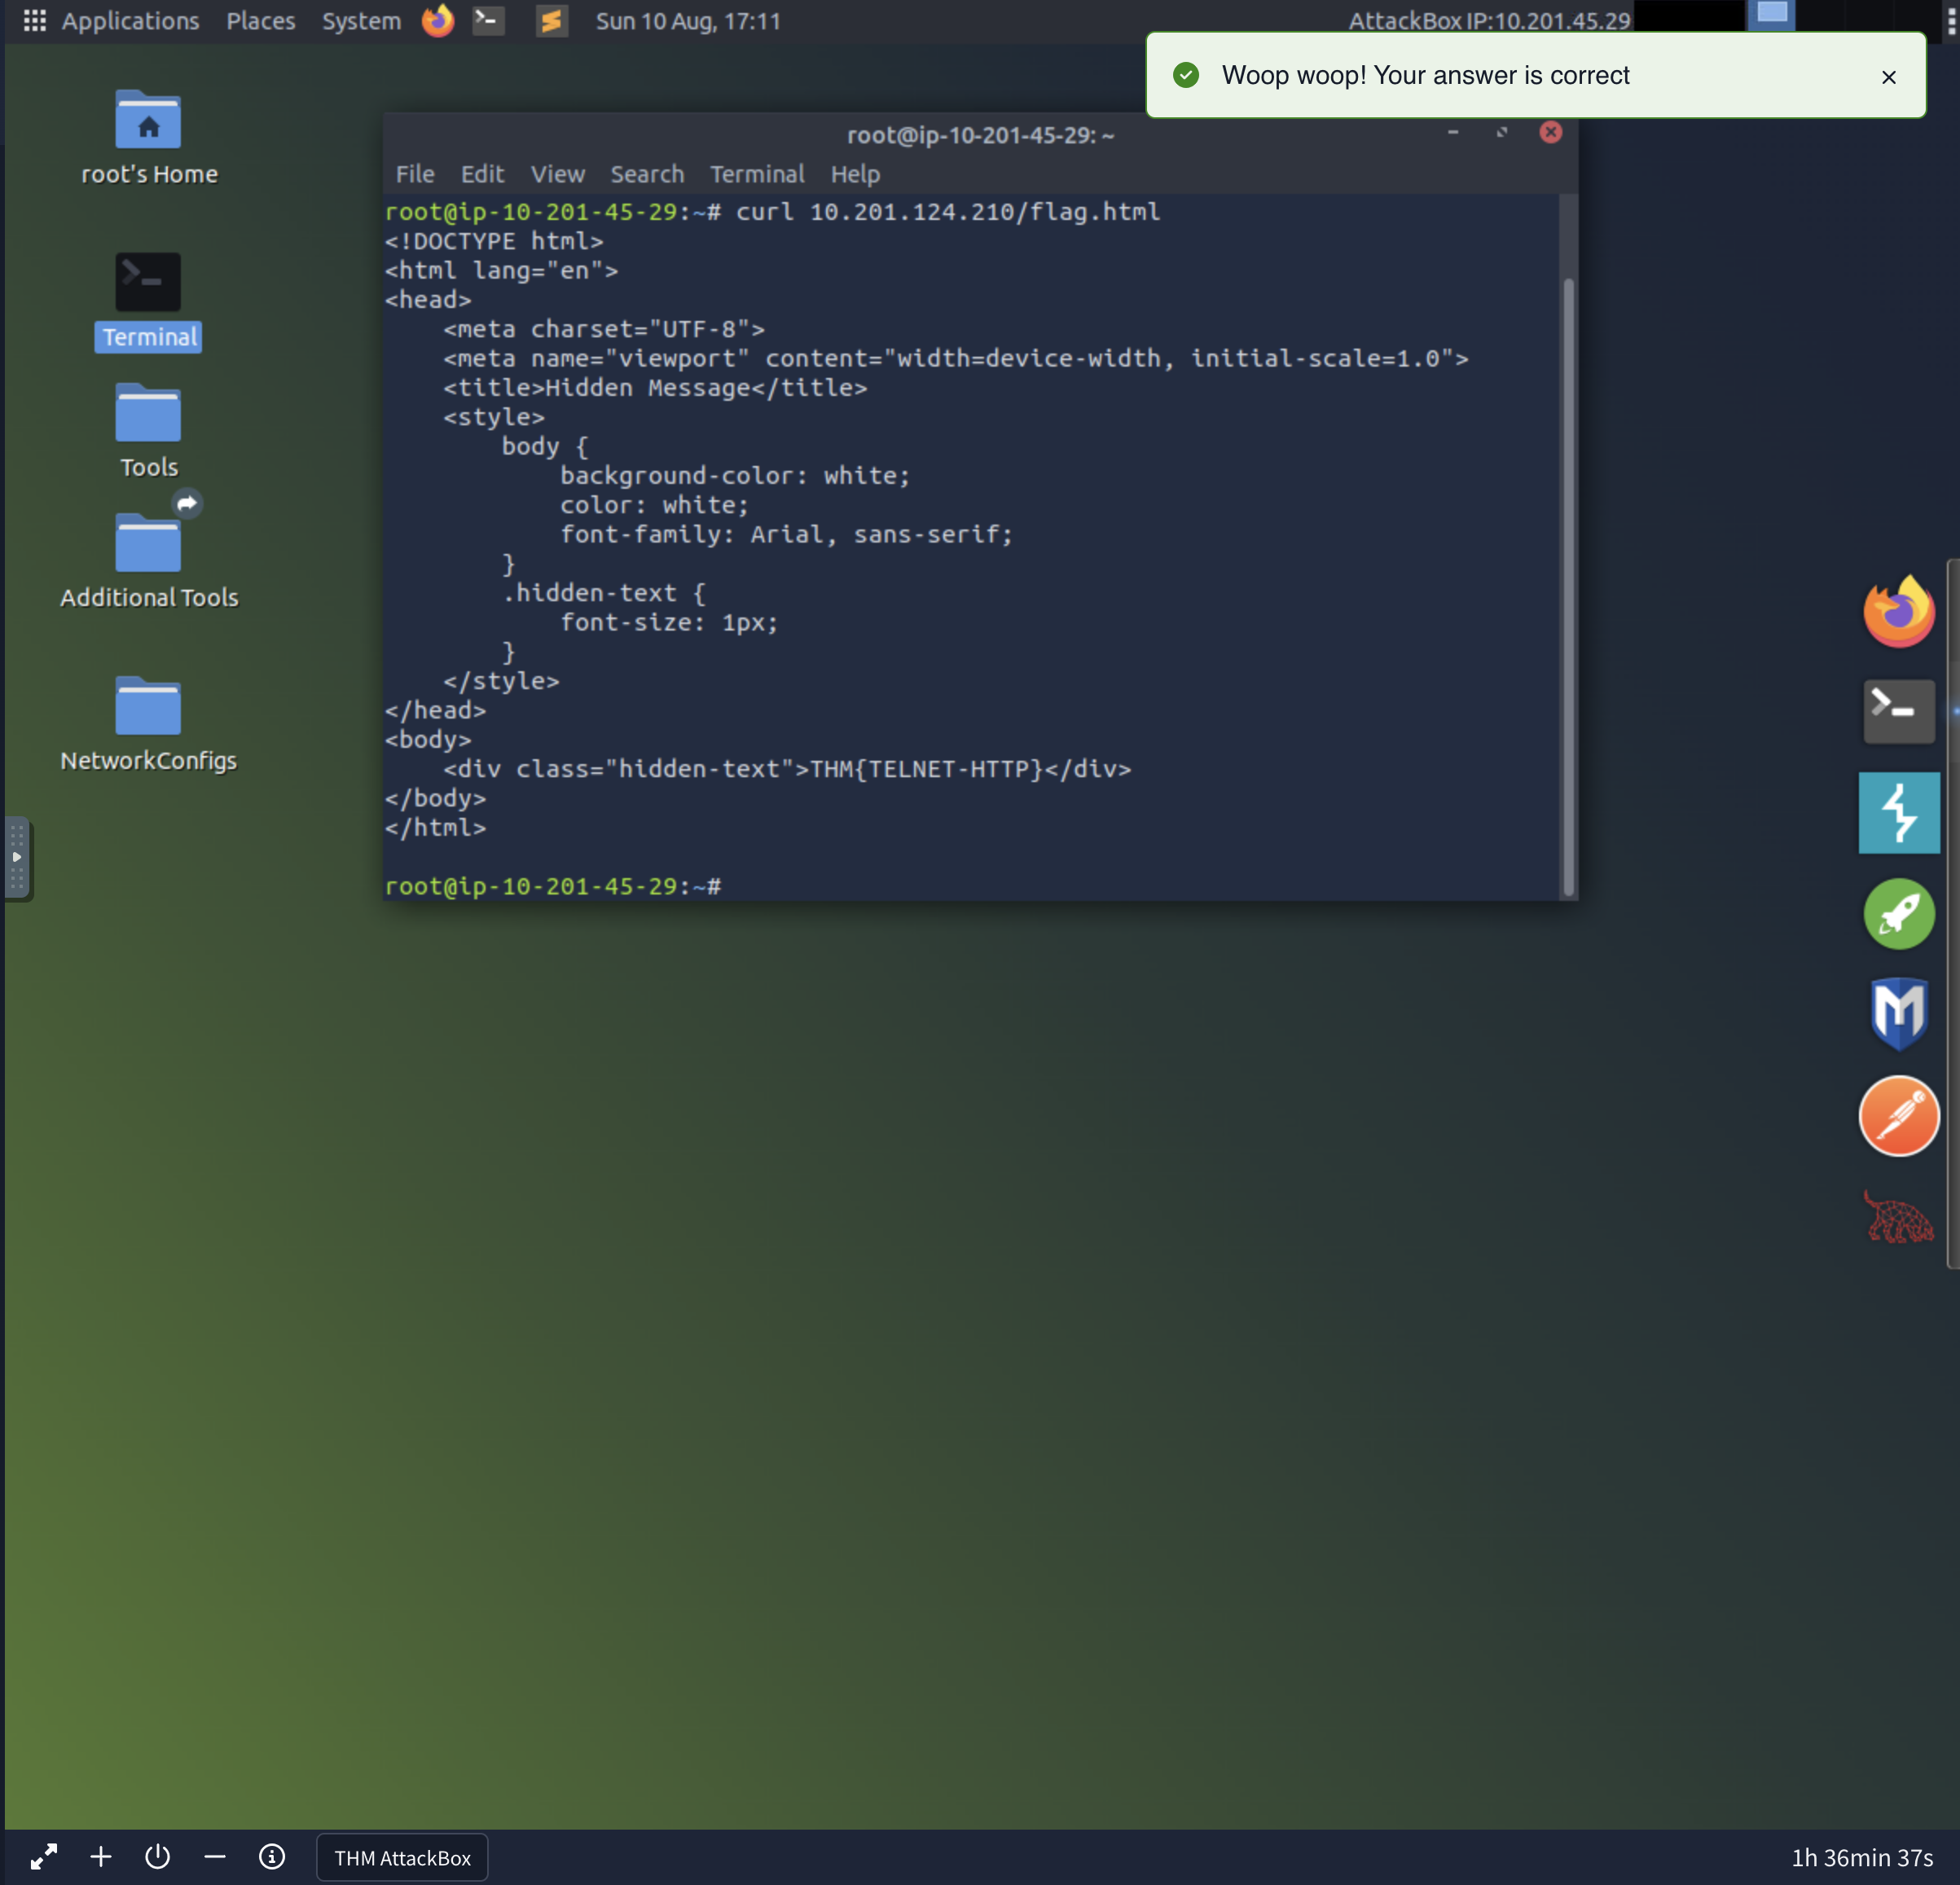 Applications Places System Sun 10 Aug, 17:11 AttackBox IP:10.201.45.29
Woop woop! Your answer is correct
root's Home
Terminal
Tools
Additional Tools
NetworkConfigs
root@ip-10-201-45-29: ~
File Edit View Search Terminal Help
root@ip-10-201-45-29:~# curl 10.201.124.210/flag.html
<!DOCTYPE html>
<html lang="en">
<head>
    <meta charset="UTF-8">
    <meta name="viewport" content="width=device-width, initial-scale=1.0">
    <title>Hidden Message</title>
    <style>
        body {
            background-color: white;
            color: white;
            font-family: Arial, sans-serif;
        }
        .hidden-text {
            font-size: 1px;
        }
    </style>
</head>
<body>
    <div class="hidden-text">THM{TELNET-HTTP}</div>
</body>
</html>
root@ip-10-201-45-29:~#
THM AttackBox
1h 36min 37s